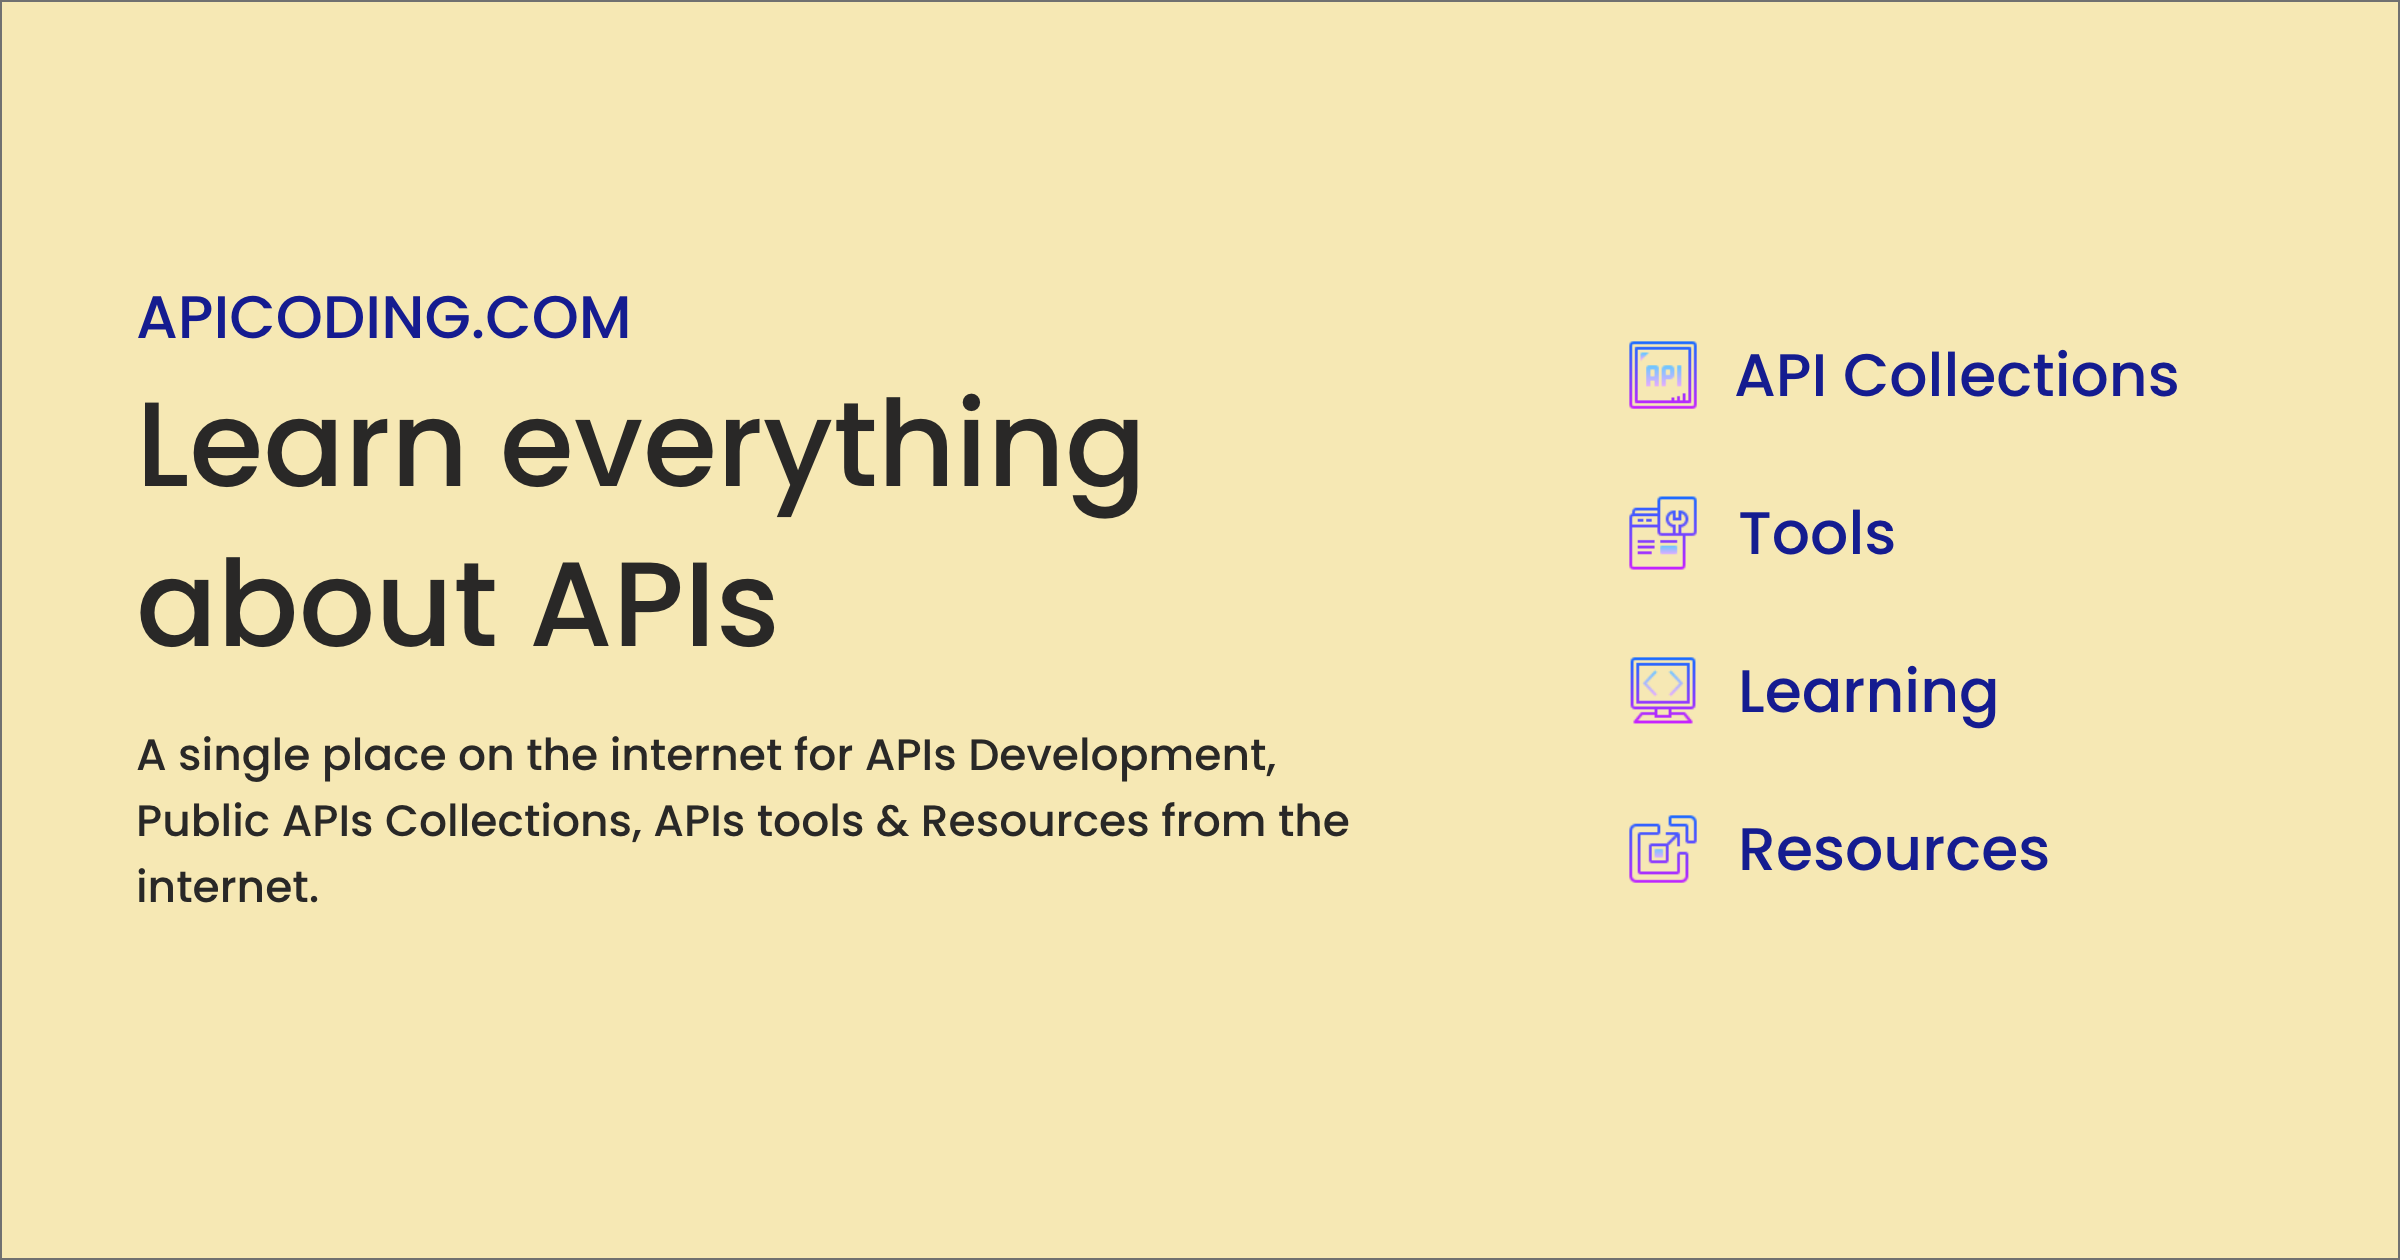 APICODING.COM
Learn everything
about APIs
A single place on the internet for APIs Development,
Public APIs Collections, APIs tools & Resources from the
internet.
API
API Collections
Tools
Learning
Resources